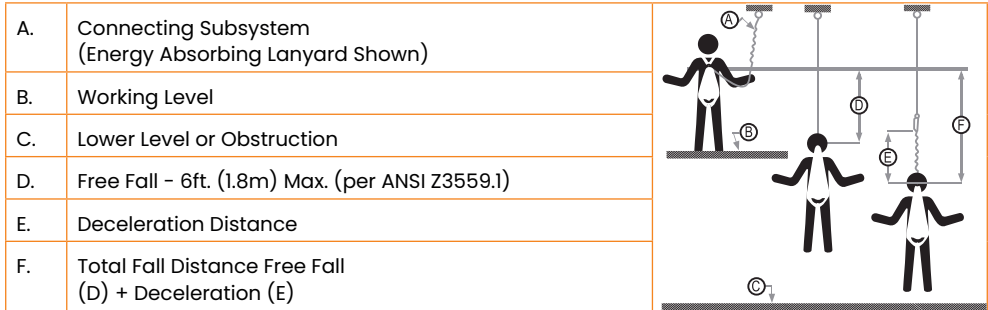 A. Connecting Subsystem
(Energy Absorbing Lanyard Shown)
B. Working Level
C. Lower Level or Obstruction
D. Free Fall - 6ft. (1.8m) Max. (per ANSI Z3559.1)
E. Deceleration Distance
F. Total Fall Distance Free Fall
(D) + Deceleration (E)
A
B
D
E
F
C